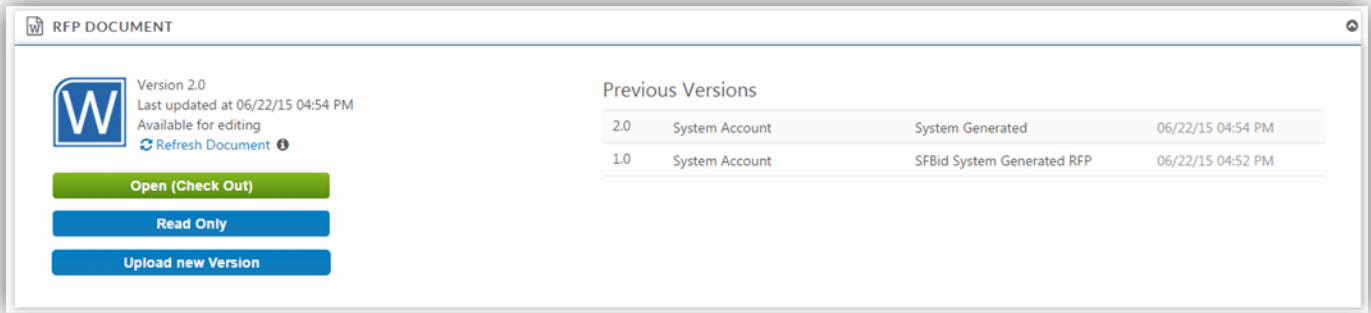 RFP DOCUMENT
W
Version 2.0
Last updated at 06/22/15 04:54 PM
Available for editing
Refresh Document
Open (Check Out)
Read Only
Upload new Version
Previous Versions
2.0 System Account System Generated 06/22/15 04:54 PM
1.0 System Account SFBid System Generated RFP 06/22/15 04:52 PM